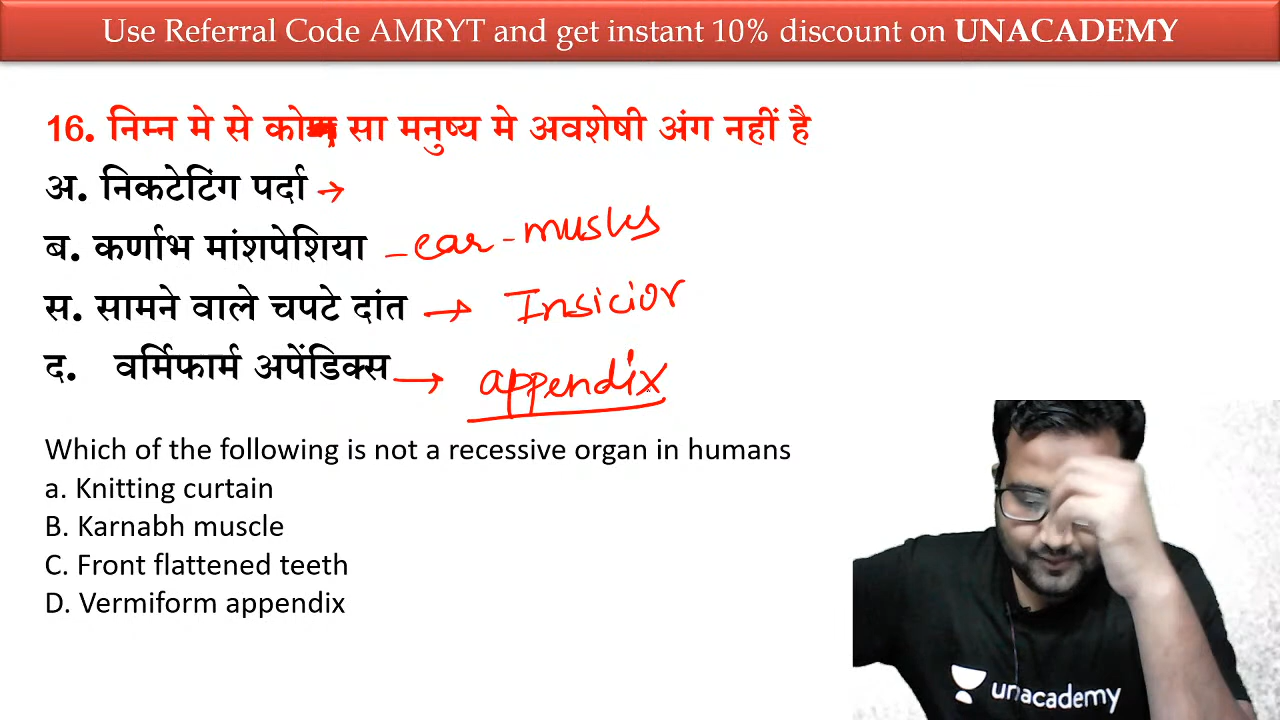 Use Referral Code AMRYT and get instant 10% discount on UNACADEMY
16. निम्न मे से सा मनुष्य मे अवशेषी अंग नहीं है
अ. निकटेटिंग पर्दा →
ब. कर्णाभ मांशपेशिया – ear - musles
स. सामने वाले चपटे दांत → Insicior
द. वर्मिफार्म अपेंडिक्स → appendix
Which of the following is not a recessive organ in humans
a. Knitting curtain
B. Karnabh muscle
C. Front flattened teeth
D. Vermiform appendix
unacademy